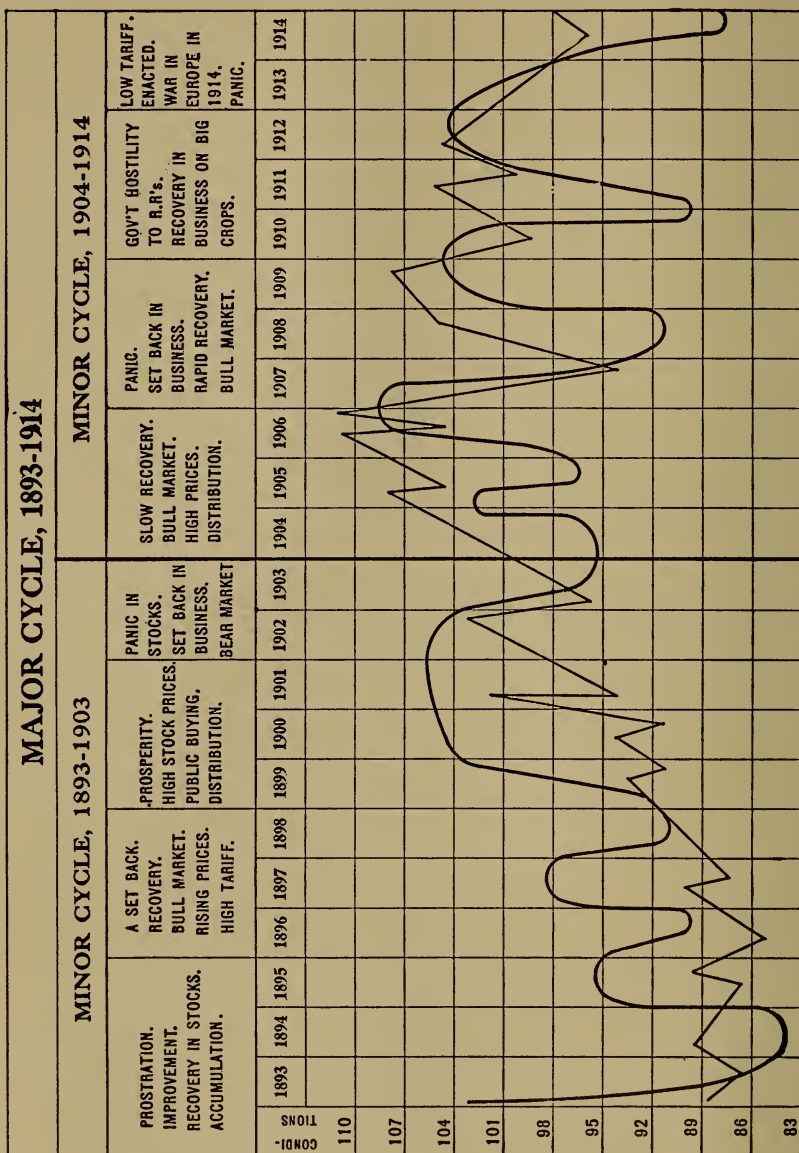 MAJOR CYCLE, 1893-1914
MINOR CYCLE, 1893-1903
MINOR CYCLE, 1904-1914
PROSTRATION.
IMPROVEMENT.
RECOVERY IN STOCKS.
ACCUMULATION.
A SET BACK.
RECOVERY.
BULL MARKET.
RISING PRICES.
HIGH TARIFF.
PROSPERITY.
HIGH STOCK PRICES.
PUBLIC BUYING,
DISTRIBUTION.
PANIC IN
STOCKS.
SET BACK IN
BUSINESS.
BEAR MARKET
SLOW RECOVERY.
BULL MARKET.
HIGH PRICES.
DISTRIBUTION.
PANIC.
SET BACK IN
BUSINESS.
RAPID RECOVERY.
BULL MARKET.
GOV'T HOSTILITY
TO R.R's.
RECOVERY IN
BUSINESS ON BIG
CROPS.
LOW TARIFF.
ENACTED.
WAR IN
EUROPE IN
1914.
PANIC.
CONDI-
TIONS
1893 1894 1895 1896 1897 1898 1899 1900 1901 1902 1903 1904 1905 1906 1907 1908 1909 1910 1911 1912 1913 1914
110
107
104
101
98
95
92
89
86
83